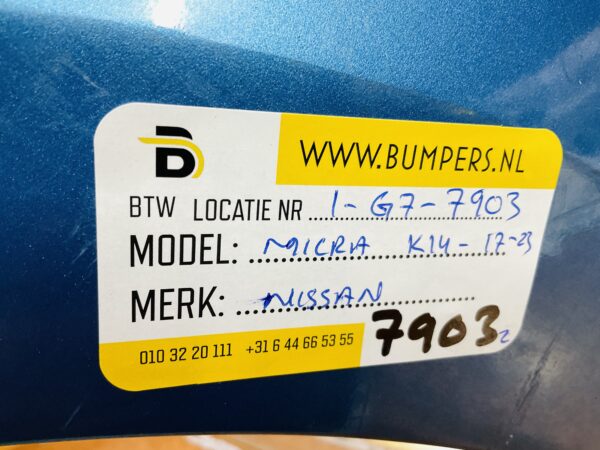 B
WWW.BUMPERS.NL
BTW LOCATIE NR 1-G7-7903
MODEL: MICRA K14-17-23
MERK: NISSAN
010 32 20 111 +31 6 44 66 53 55
7903 2